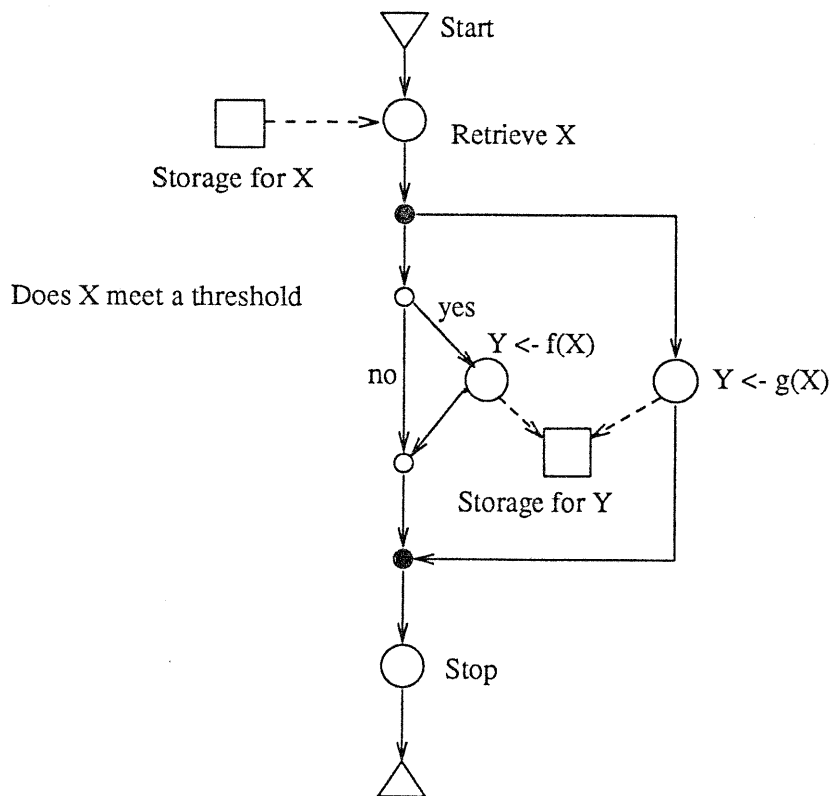 Start
Retrieve X
Storage for X
Does X meet a threshold
yes
Y <- f(X)
no
Y <- g(X)
Storage for Y
Stop